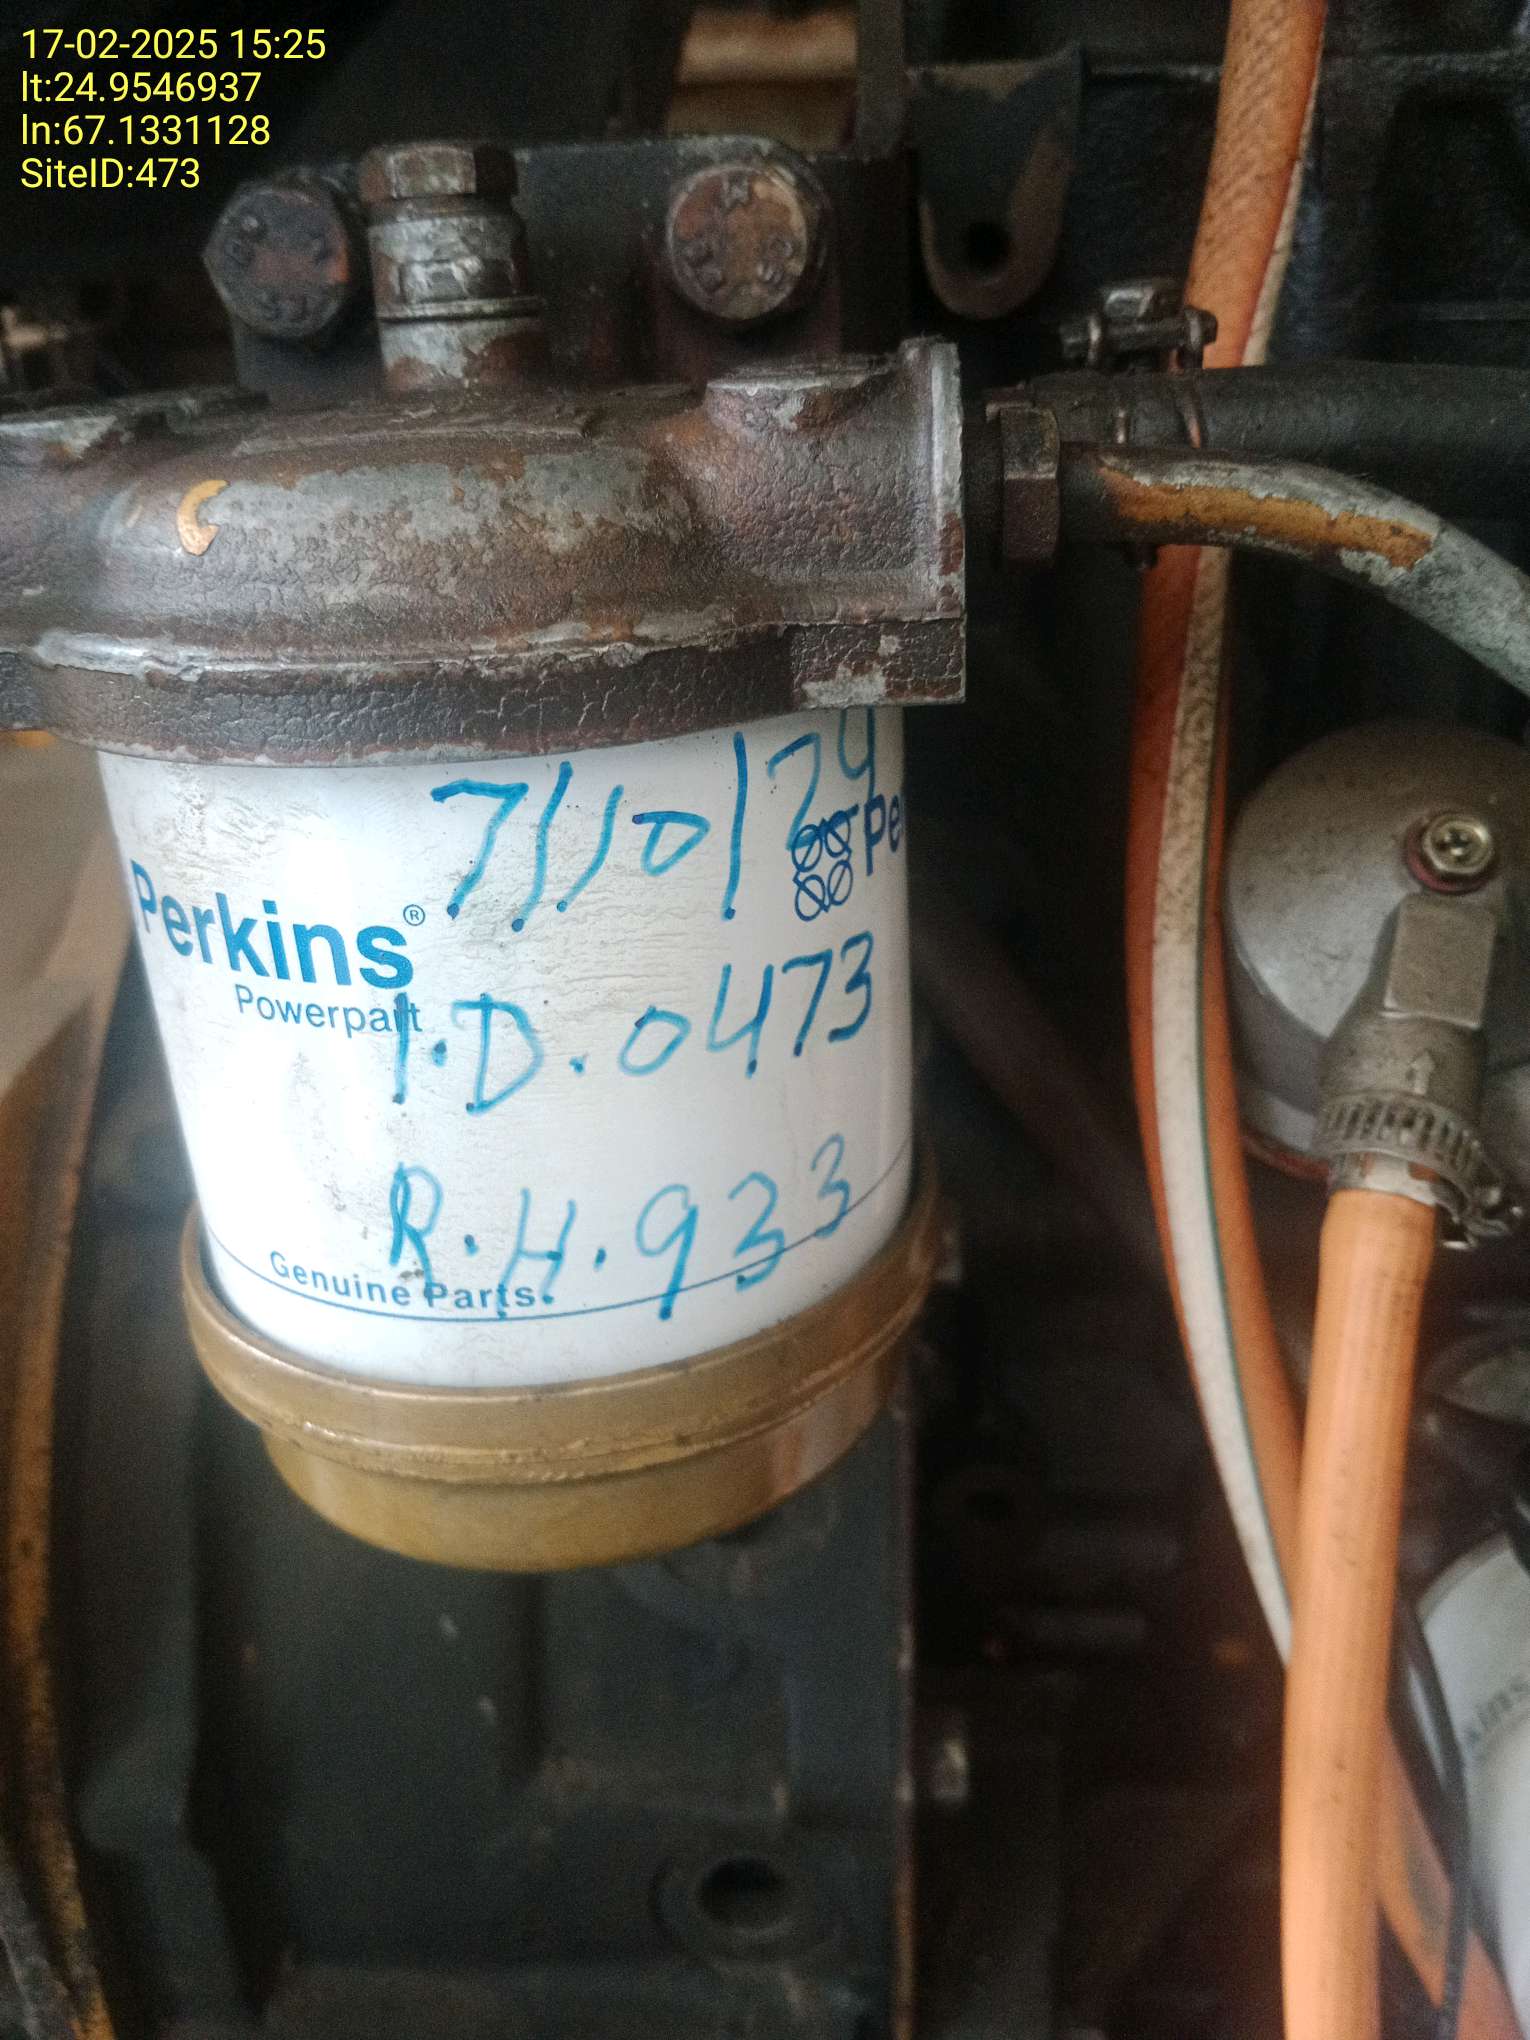 17-02-2025 15:25
lt:24.9546937
ln:67.1331128
SiteID:473
7/10/24
Perkins®
Pe
Powerpart
I.D.0473
R.H.933
Genuine Parts